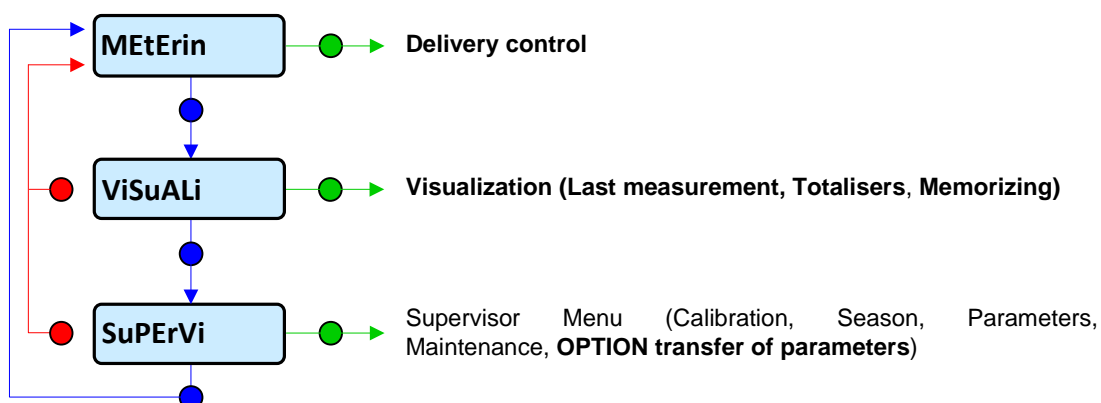 MEtErin
Delivery control
ViSuALi
Visualization (Last measurement, Totalisers, Memorizing)
SuPErVi
Supervisor Menu (Calibration, Season, Parameters,
Maintenance, OPTION transfer of parameters)